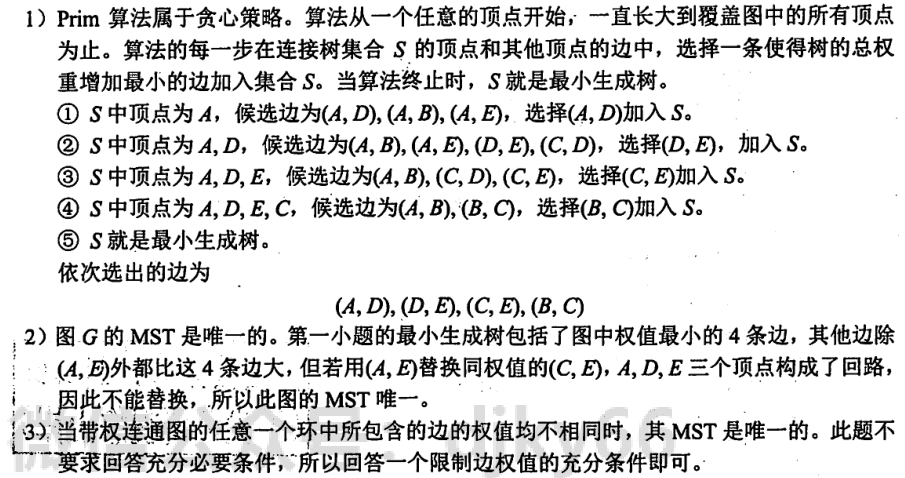 1）Prim 算法属于贪心策略。算法从一个任意的顶点开始，一直长大到覆盖图中的所有顶点
为止。算法的每一步在连接树集合 S 的顶点和其他顶点的边中，选择一条使得树的总权
重增加最小的边加入集合 S。当算法终止时，S 就是最小生成树。
① S 中顶点为 A，候选边为(A, D), (A, B), (A, E)，选择(A, D)加入 S。
② S 中顶点为 A, D，候选边为(A, B), (A, E), (D, E), (C, D)，选择(D, E)，加入 S。
③ S 中顶点为 A, D, E，候选边为(A, B), (C, D), (C, E)，选择(C, E)加入 S。
④ S 中顶点为 A, D, E, C，候选边为(A, B), (B, C)，选择(B, C)加入 S。
⑤ S 就是最小生成树。
依次选出的边为
(A, D), (D, E), (C, E), (B, C)
2）图 G 的 MST 是唯一的。第一小题的最小生成树包括了图中权值最小的 4 条边，其他边除
(A, E)外都比这 4 条边大，但若用(A, E)替换同权值的(C, E)，A, D, E 三个顶点构成了回路，
因此不能替换，所以此图的 MST 唯一。
3）当带权连通图的任意一个环中所包含的边的权值均不相同时，其 MST 是唯一的。此题不
要求回答充分必要条件，所以回答一个限制边权值的充分条件即可。